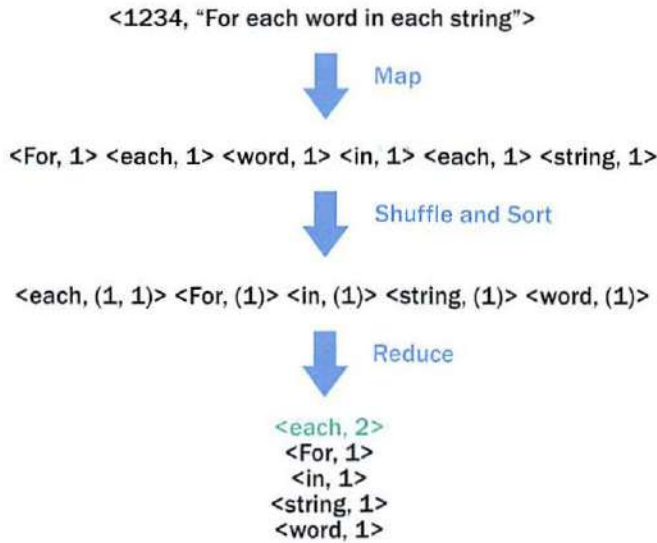 <1234, “For each word in each string”>
Map
<For, 1> <each, 1> <word, 1> <in, 1> <each, 1> <string, 1>
Shuffle and Sort
<each, (1, 1)> <For, (1)> <in, (1)> <string, (1)> <word, (1)>
Reduce
<each, 2>
<For, 1>
<in, 1>
<string, 1>
<word, 1>